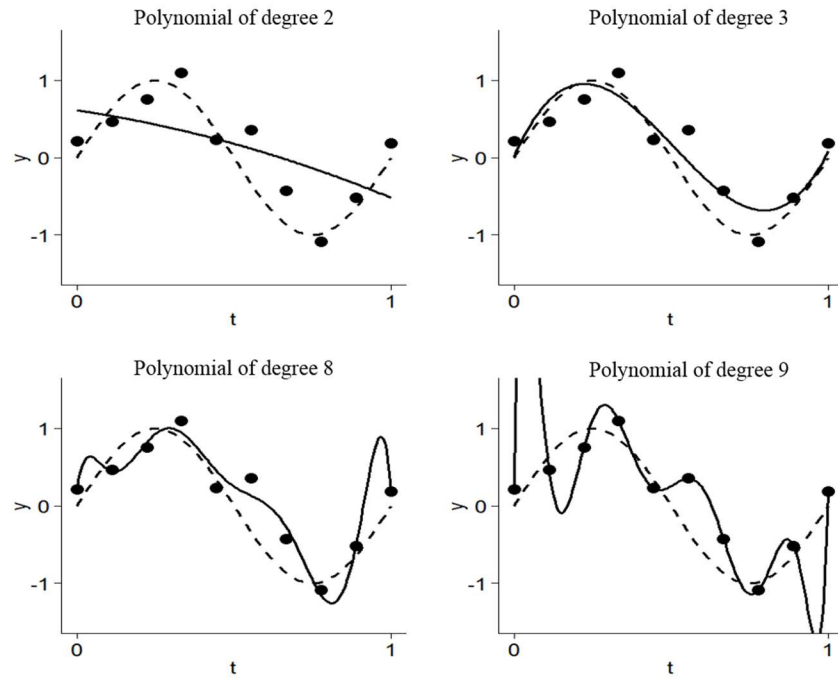 Polynomial of degree 2
1
0
-1
y
0
1
t
Polynomial of degree 3
1
0
-1
y
0
1
t
Polynomial of degree 8
1
0
-1
y
0
1
t
Polynomial of degree 9
1
0
-1
y
0
1
t